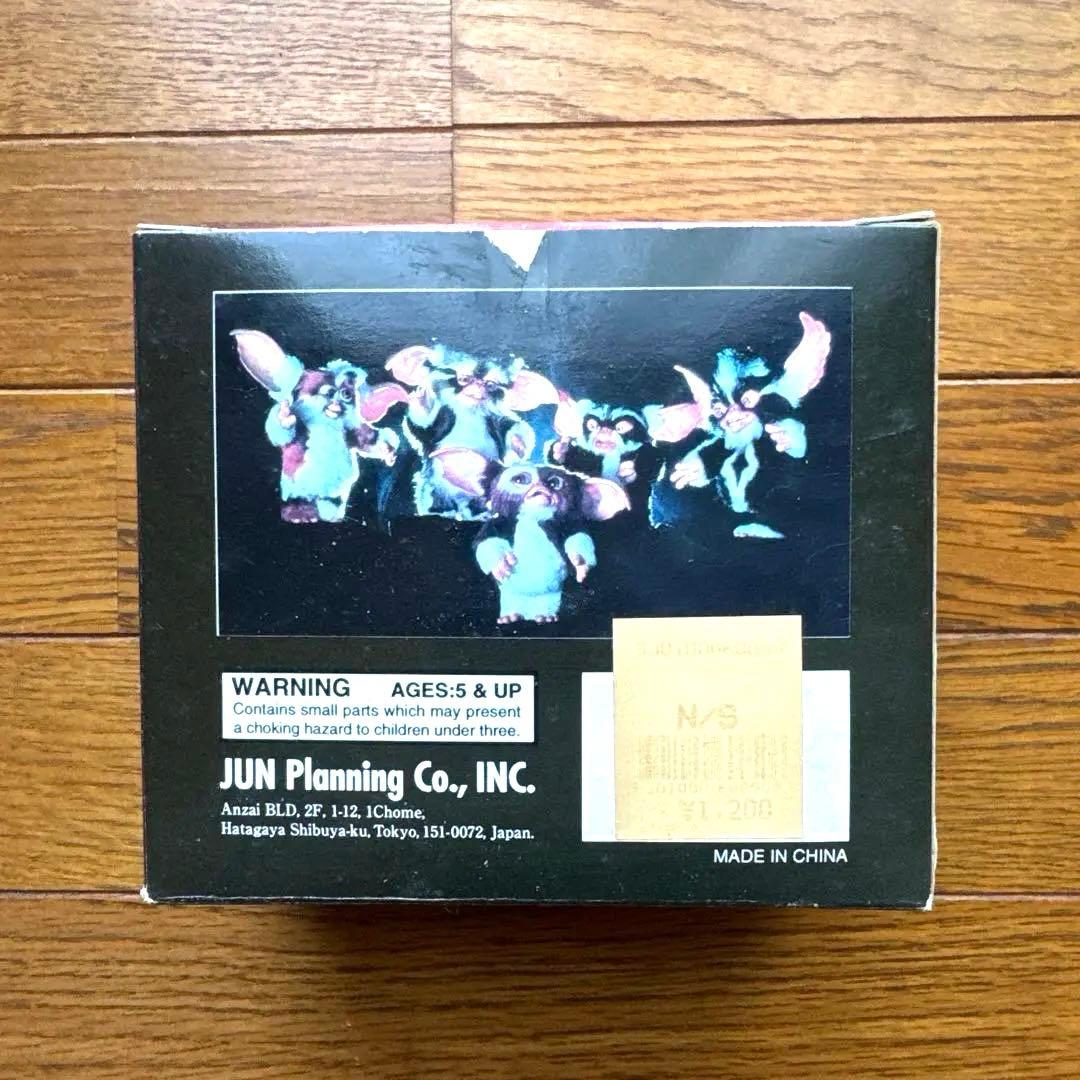 WARNING AGES:5 & UP
Contains small parts which may present
a choking hazard to children under three.
JUN Planning Co., INC.
Anzai BLD, 2F, 1-12, 1Chome,
Hatagaya Shibuya-ku, Tokyo, 151-0072, Japan.
N/S
¥1,200
MADE IN CHINA